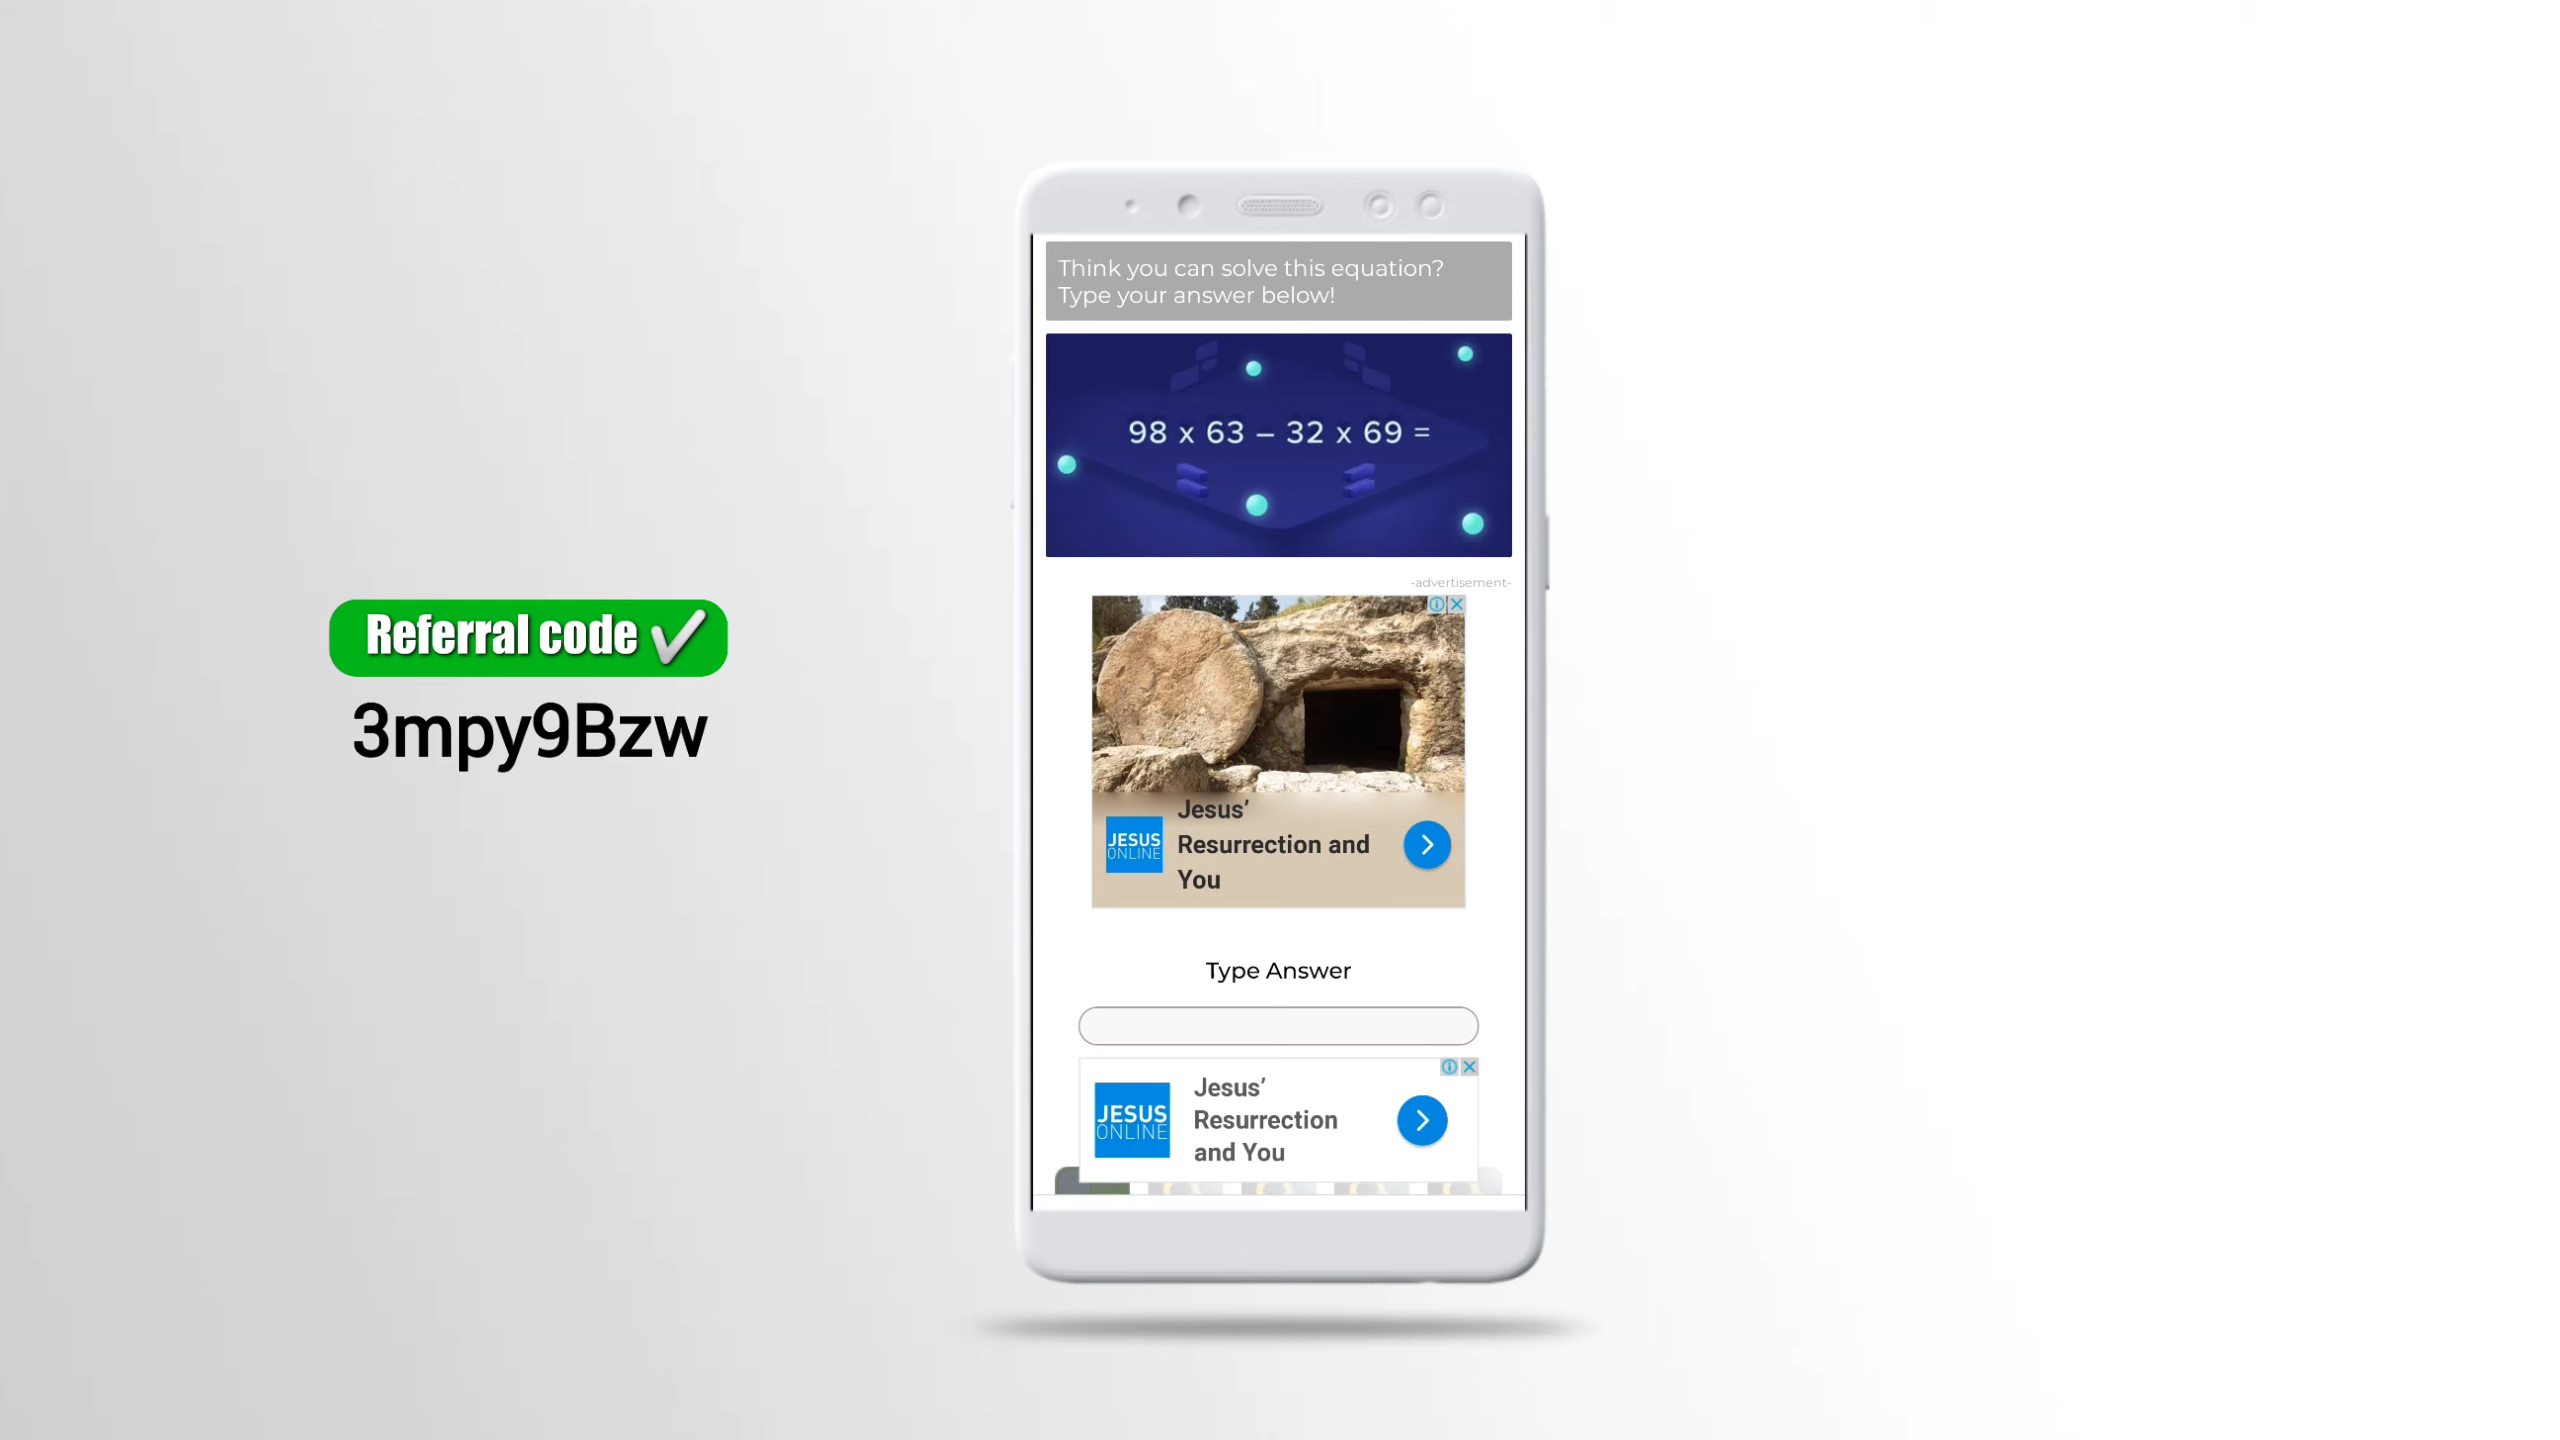 Referral code
3mpy9Bzw
Think you can solve this equation?
Type your answer below!
98 x 63 – 32 x 69 =
-advertisement-
JESUS
ONLINE
Jesus’
Resurrection and
You
Type Answer
JESUS
ONLINE
Jesus’
Resurrection
and You